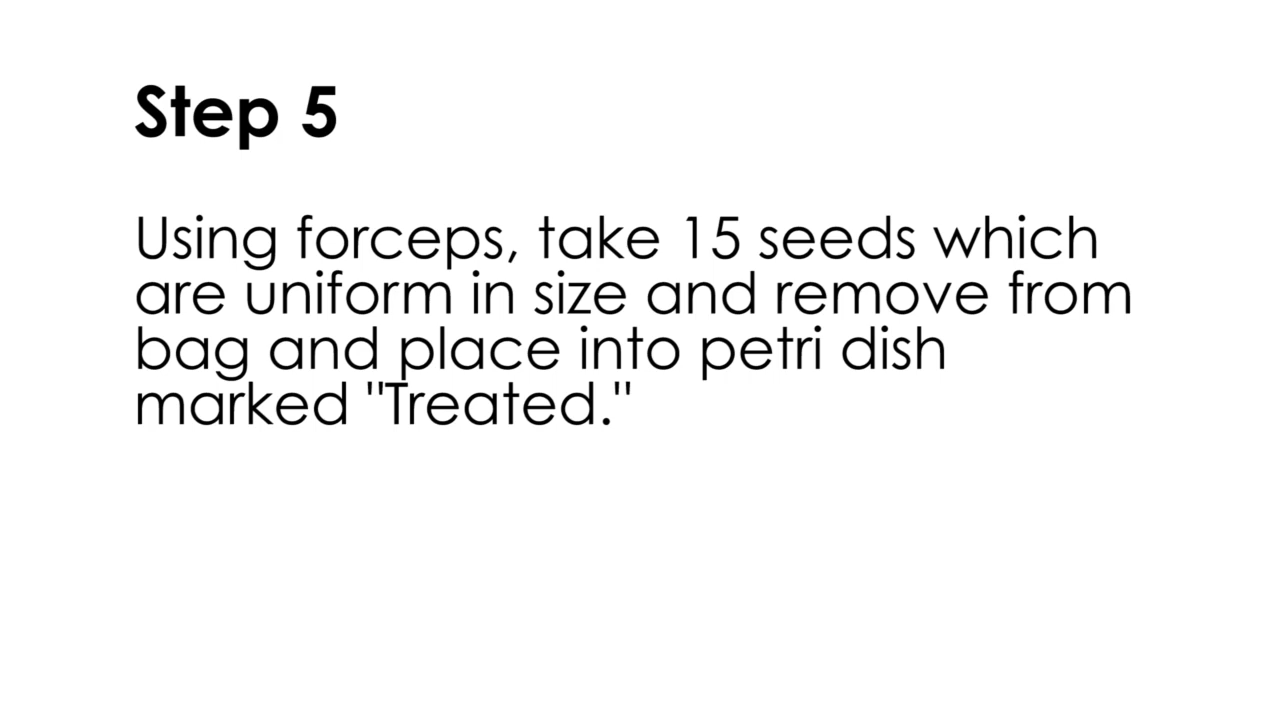 Step 5
Using forceps, take 15 seeds which
are uniform in size and remove from
bag and place into petri dish
marked "Treated."